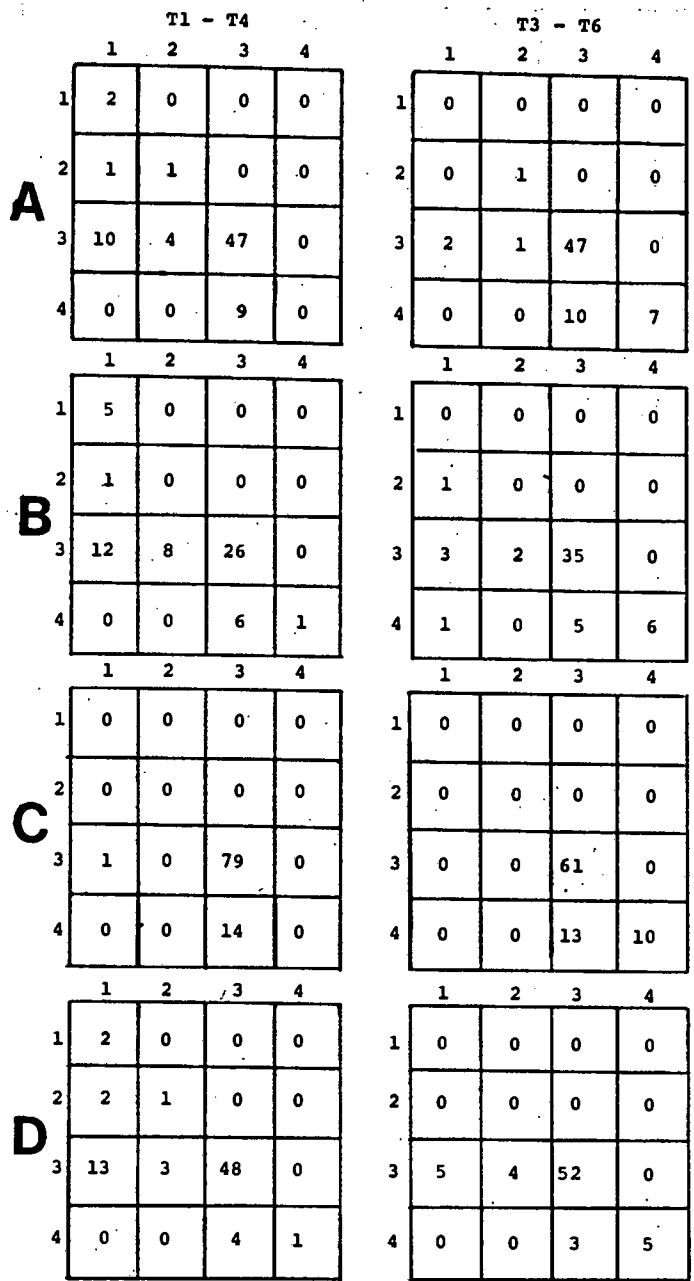 T1 - T4 T3 - T6
1 2 3 4 1 2 3 4
1 2 0 0 0 1 0 0 0 0
2 1 1 0 0 2 0 1 0 0
A
3 10 4 47 0 3 2 1 47 0
4 0 0 9 0 4 0 0 10 7
1 2 3 4 1 2 3 4
1 5 0 0 0 1 0 0 0 0
2 1 0 0 0 2 1 0 0 0
B
3 12 8 26 0 3 3 2 35 0
4 0 0 6 1 4 1 0 5 6
1 2 3 4 1 2 3 4
1 0 0 0 0 1 0 0 0 0
2 0 0 0 0 2 0 0 0 0
C
3 1 0 79 0 3 0 0 61 0
4 0 0 14 0 4 0 0 13 10
1 2 3 4 1 2 3 4
1 2 0 0 0 1 0 0 0 0
2 2 1 0 0 2 0 0 0 0
D
3 13 3 48 0 3 5 4 52 0
4 0 0 4 1 4 0 0 3 5